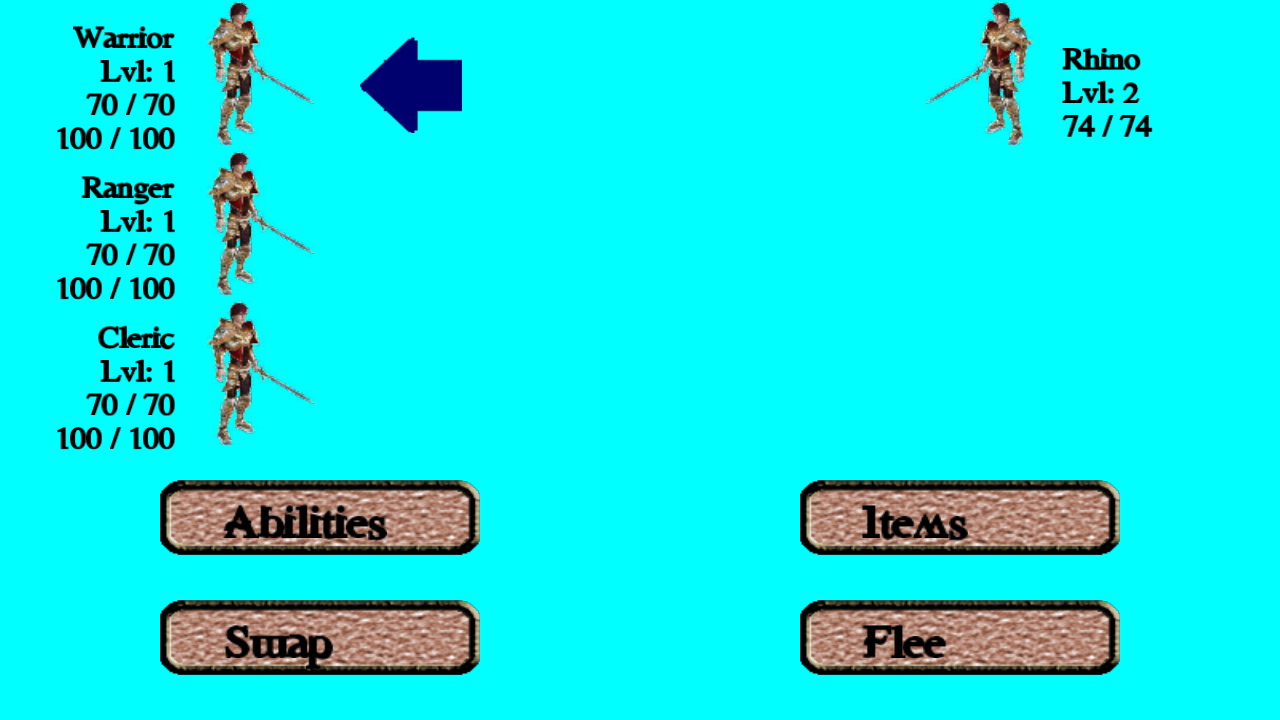 Warrior
Lvl: 1
70 / 70
100 / 100
Rhino
Lvl: 2
74 / 74
Ranger
Lvl: 1
70 / 70
100 / 100
Cleric
Lvl: 1
70 / 70
100 / 100
Abilities
Items
Swap
Flee